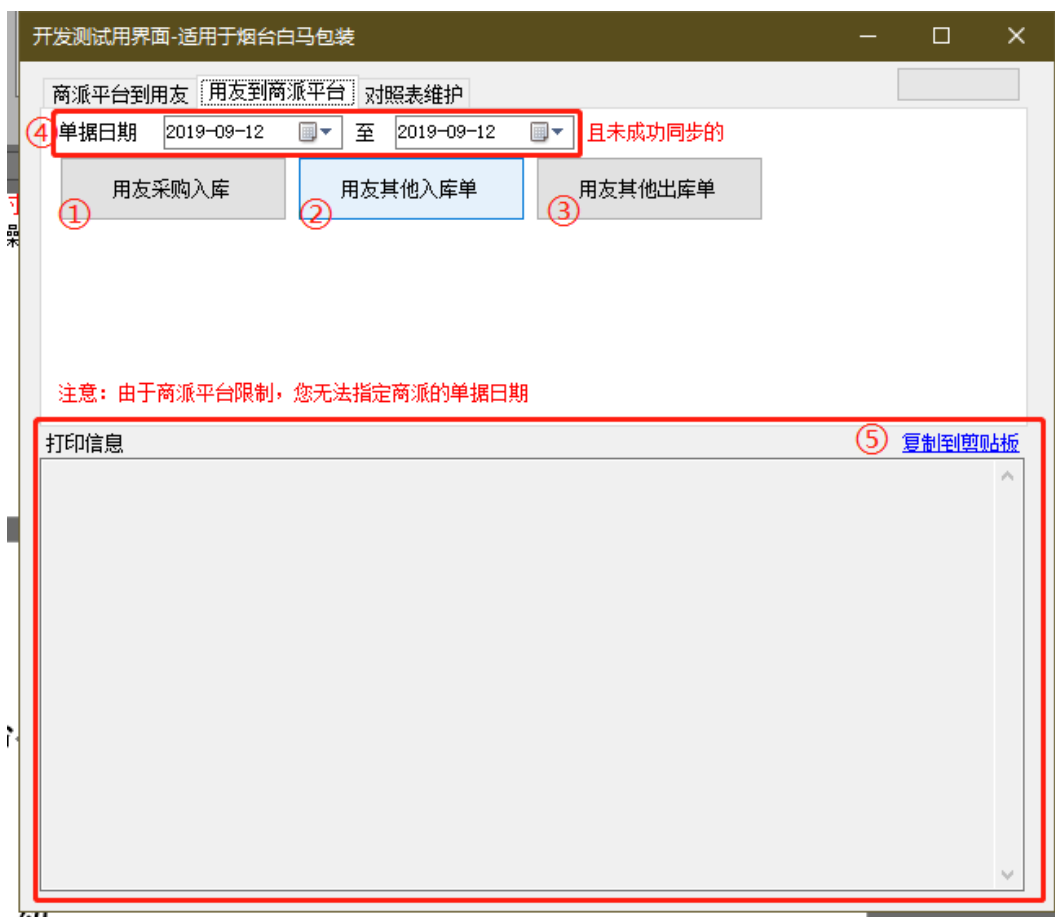 开发测试用界面-适用于烟台白马包装
商派平台到用友 用友到商派平台 对照表维护
④ 单据日期 2019-09-12 至 2019-09-12 且未成功同步的
用友采购入库 用友其他入库单 用友其他出库单
① ② ③
注意：由于商派平台限制，您无法指定商派的单据日期
打印信息 ⑤ 复制到剪贴板